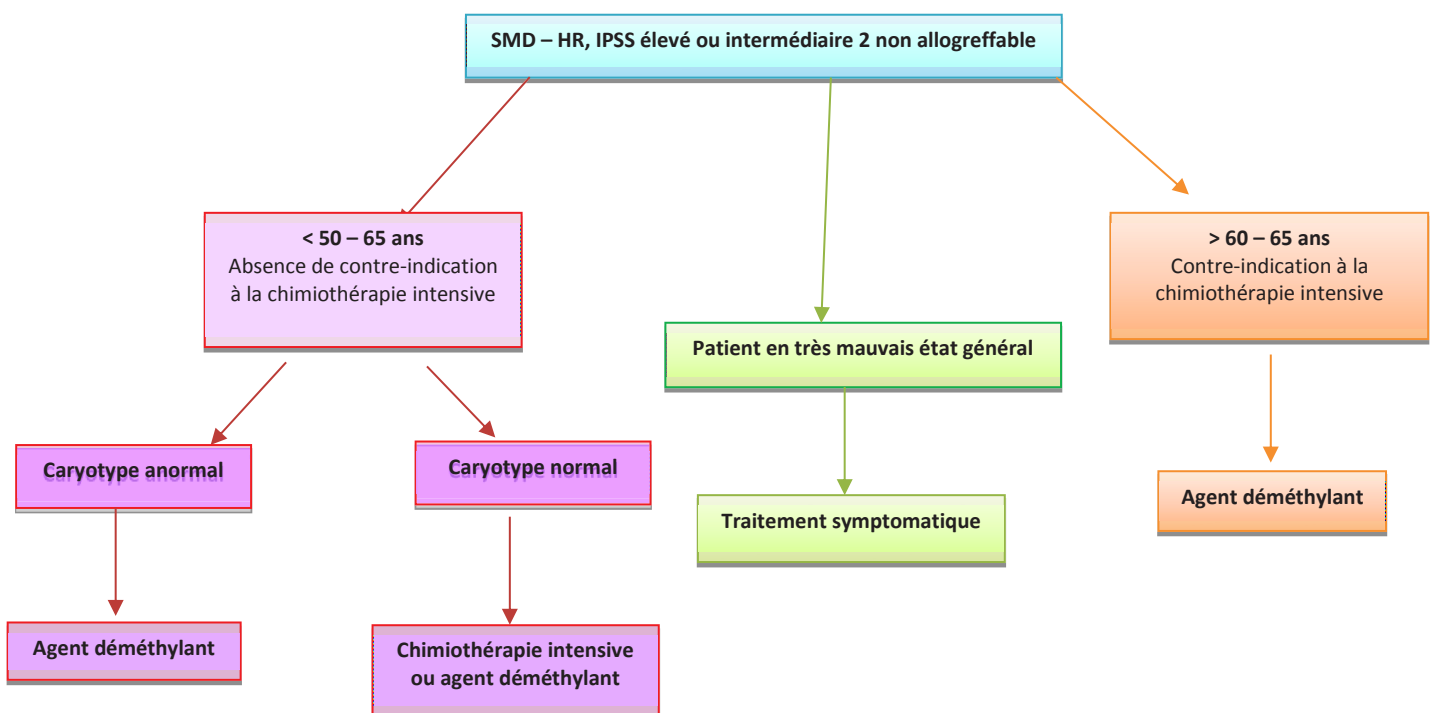 SMD – HR, IPSS élevé ou intermédiaire 2 non allogreffable
< 50 – 65 ans
Absence de contre-indication
à la chimiothérapie intensive
> 60 – 65 ans
Contre-indication à la
chimiothérapie intensive
Patient en très mauvais état général
Caryotype anormal
Caryotype normal
Traitement symptomatique
Agent déméthylant
Agent déméthylant
Chimiothérapie intensive
ou agent déméthylant